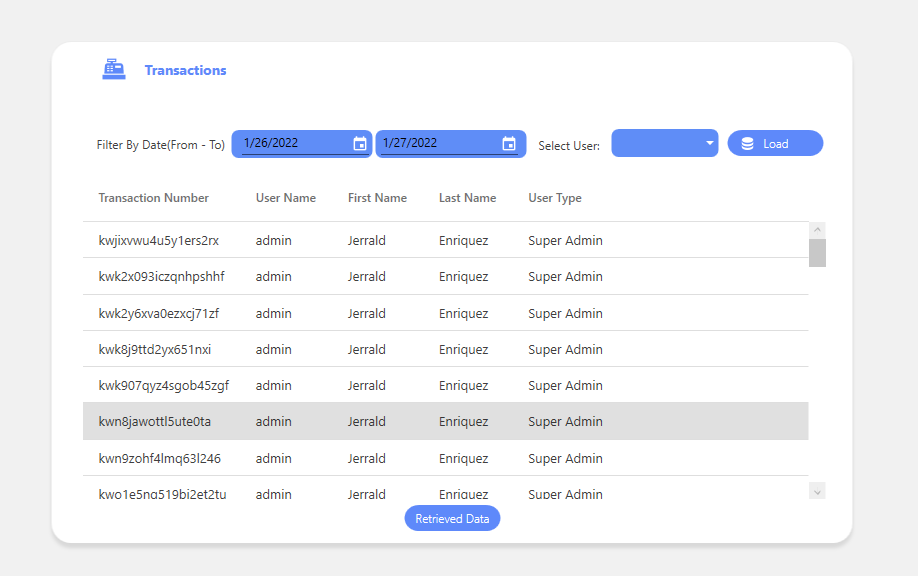 Transactions
Filter By Date(From - To) 1/26/2022 1/27/2022 Select User: Load
Transaction Number User Name First Name Last Name User Type
kwjixvwu4u5y1ers2rx admin Jerrald Enriquez Super Admin
kwk2x093iczqnhpshhf admin Jerrald Enriquez Super Admin
kwk2y6xva0ezxcj71zf admin Jerrald Enriquez Super Admin
kwk8j9ttd2yx651nxi admin Jerrald Enriquez Super Admin
kwk907qyz4sgob45zgf admin Jerrald Enriquez Super Admin
kwn8jawottl5ute0ta admin Jerrald Enriquez Super Admin
kwn9zohf4lmq63l246 admin Jerrald Enriquez Super Admin
kwo1e5nq519bi2et2tu admin Jerrald Enriquez Super Admin
Retrieved Data